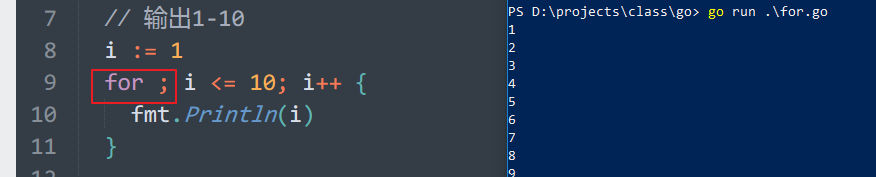 7 // 输出1-10
8 i := 1
9 for ; i <= 10; i++ {
10 fmt.Println(i)
11 }
PS D:\projects\class\go> go run .\for.go
1
2
3
4
5
6
7
8
9